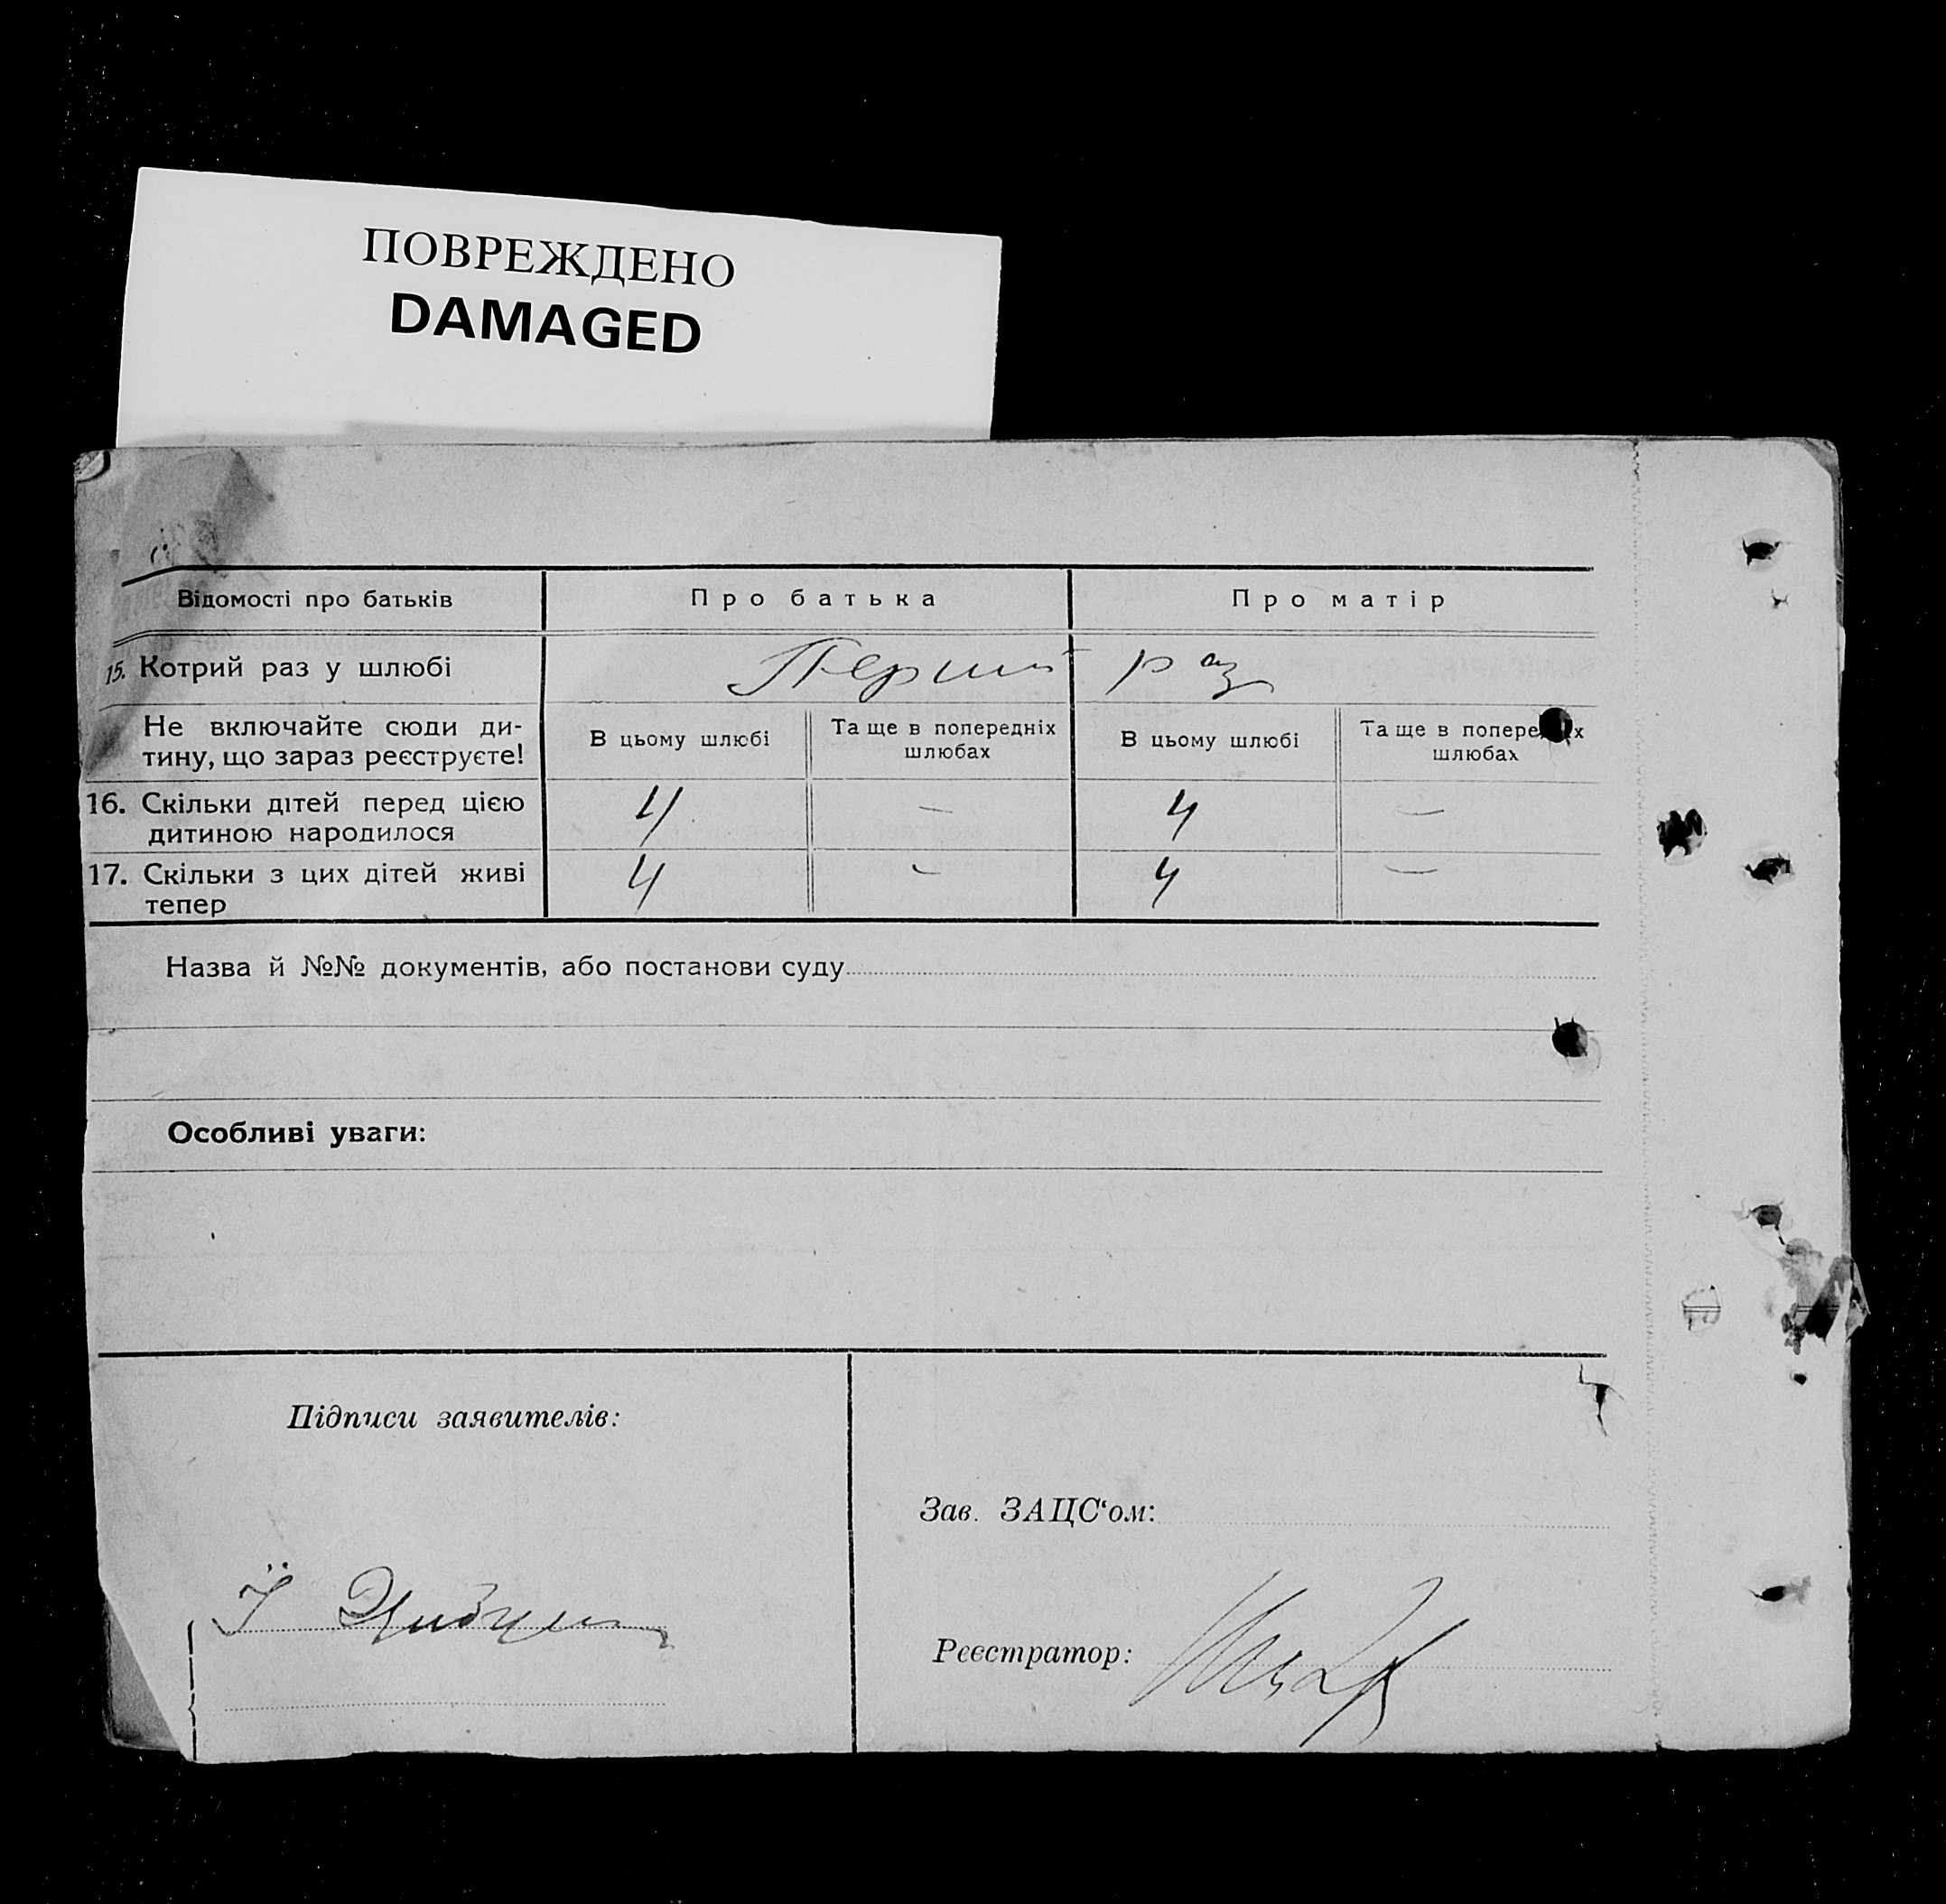 ПОВРЕЖДЕНО
DAMAGED
Відомості про батьків
Про батька
Про матір
15. Котрий раз у шлюбі
Перший раз
Не включайте сюди ди-
тину, що зараз реєструєте!
В цьому шлюбі
Та ще в попередніх
шлюбах
В цьому шлюбі
Та ще в попередніх
шлюбах
16. Скільки дітей перед цією
дитиною народилося
4 — 4 —
17. Скільки з цих дітей живі
тепер
4 — 4 —
Назва й №№ документів, або постанови суду
Особливі уваги:
Підписи заявителів:
Зав. ЗАЦС‘ом:
Реєстратор: